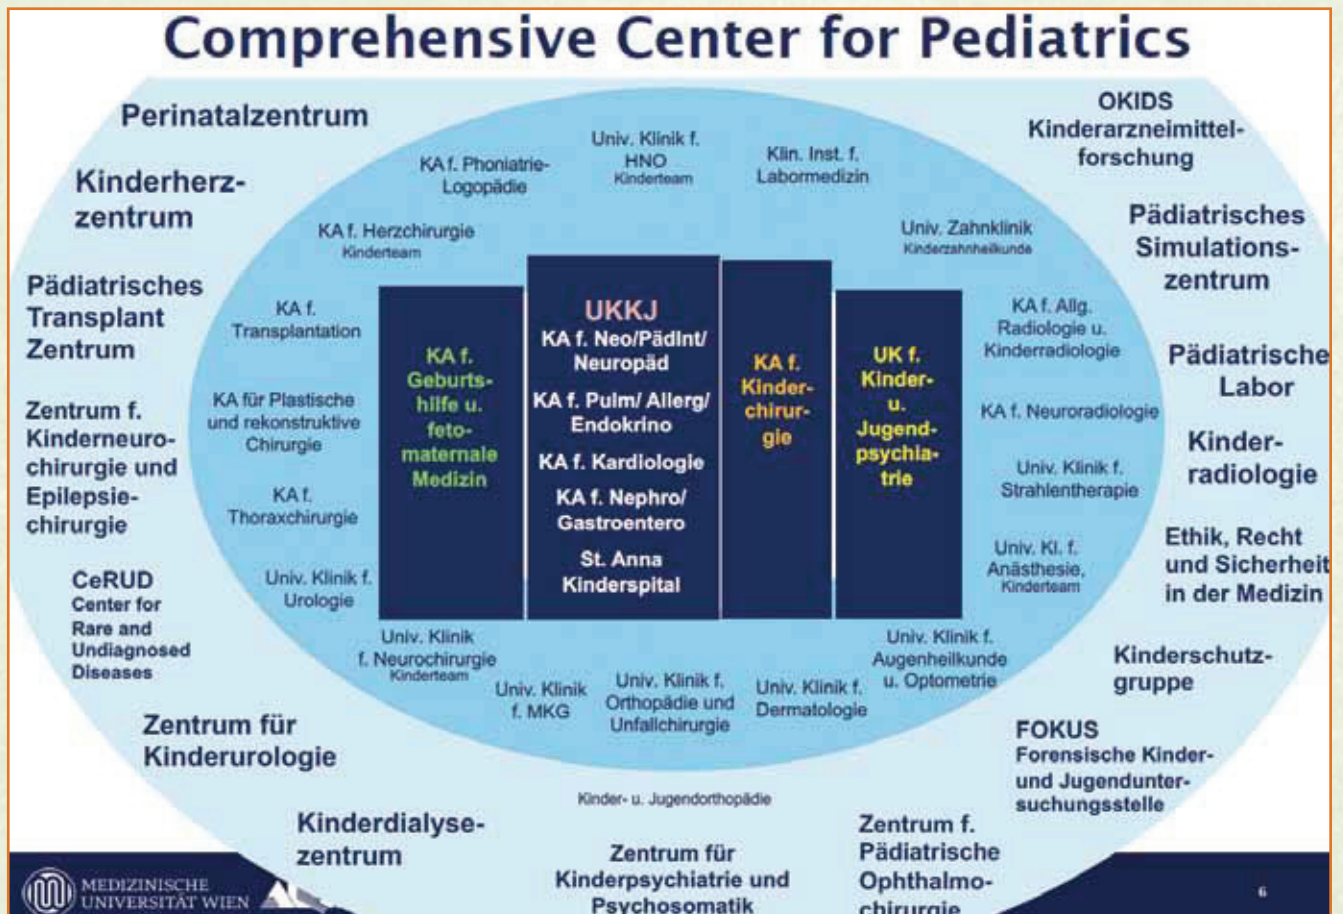 Comprehensive Center for Pediatrics
Perinatalzentrum
Kinderherz-
zentrum
Pädiatrisches
Transplant
Zentrum
Zentrum f.
Kinderneuro-
chirurgie und
Epilepsie-
chirurgie
CeRUD
Center for
Rare and
Undiagnosed
Diseases
Zentrum für
Kinderurologie
Kinderdialyse-
zentrum
Kinder- u. Jugendorthopädie
Zentrum für
Kinderpsychiatrie und
Psychosomatik
Zentrum f.
Pädiatrische
Ophthalmo-
chirurgie
FOKUS
Forensische Kinder-
und Jugendunter-
suchungsstelle
Kinderschutz-
gruppe
Ethik, Recht
und Sicherheit
in der Medizin
Kinder-
radiologie
Pädiatrische
Labor
Pädiatrisches
Simulations-
zentrum
OKIDS
Kinderarzneimittel-
forschung
KA f. Phoniatrie-
Logopädie
Univ. Klinik f.
HNO
Kinderteam
Klin. Inst. f.
Labormedizin
Univ. Zahnklinik
Kinderzahnheilkunde
KA f. Allg.
Radiologie u.
Kinderradiologie
KA f. Neuroradiologie
Univ. Klinik f.
Strahlentherapie
Univ. Kl. f.
Anästhesie,
Kinderteam
Univ. Klinik f.
Augenheilkunde
u. Optometrie
Univ. Klinik f.
Dermatologie
Univ. Klinik f.
Orthopädie und
Unfallchirurgie
Univ. Klinik
f. MKG
Univ. Klinik
f. Neurochirurgie
Kinderteam
Univ. Klinik f.
Urologie
KA f.
Thoraxchirurgie
KA für Plastische
und rekonstruktive
Chirurgie
KA f.
Transplantation
KA f. Herzchirurgie
Kinderteam
KA f.
Geburts-
hilfe u.
feto-
maternale
Medizin
UKKJ
KA f. Neo/PädInt/
Neuropäd
KA f. Pulm/ Allerg/
Endokrino
KA f. Kardiologie
KA f. Nephro/
Gastroentero
St. Anna
Kinderspital
KA f.
Kinder-
chirur-
gie
UK f.
Kinder-
u.
Jugend-
psychia-
trie
MEDIZINISCHE
UNIVERSITÄT WIEN
6